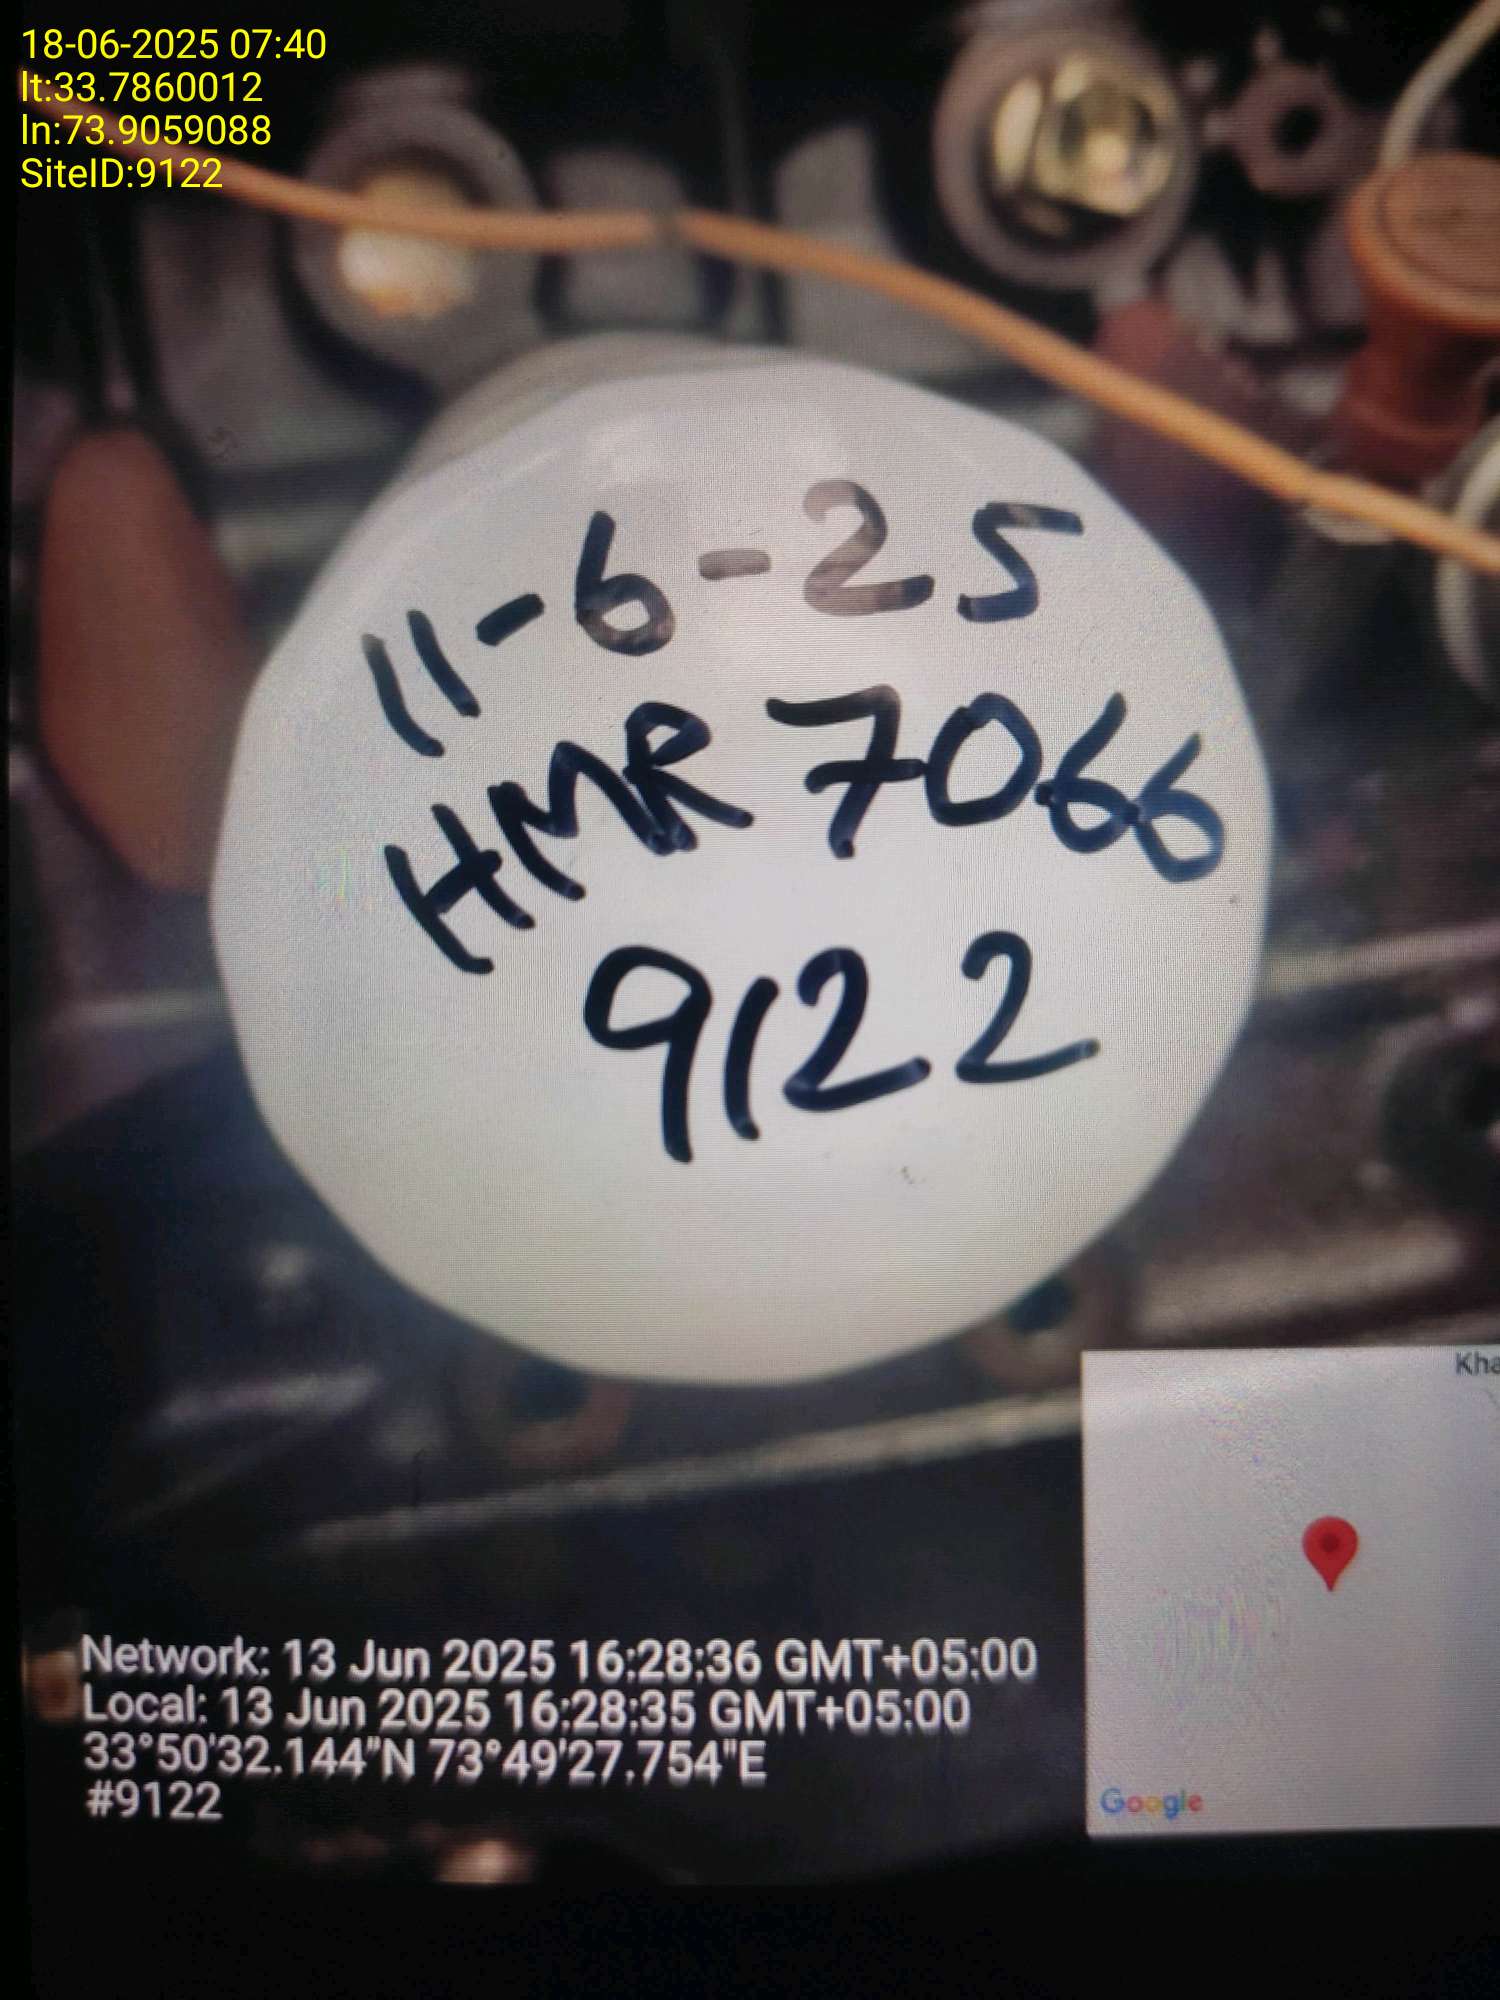 18-06-2025 07:40
lt:33.7860012
ln:73.9059088
SiteID:9122
11-6-25
HMR 7066
9122
Kha
Network: 13 Jun 2025 16:28:36 GMT+05:00
Local: 13 Jun 2025 16:28:35 GMT+05:00
33°50'32.144"N 73°49'27.754"E
#9122
Google